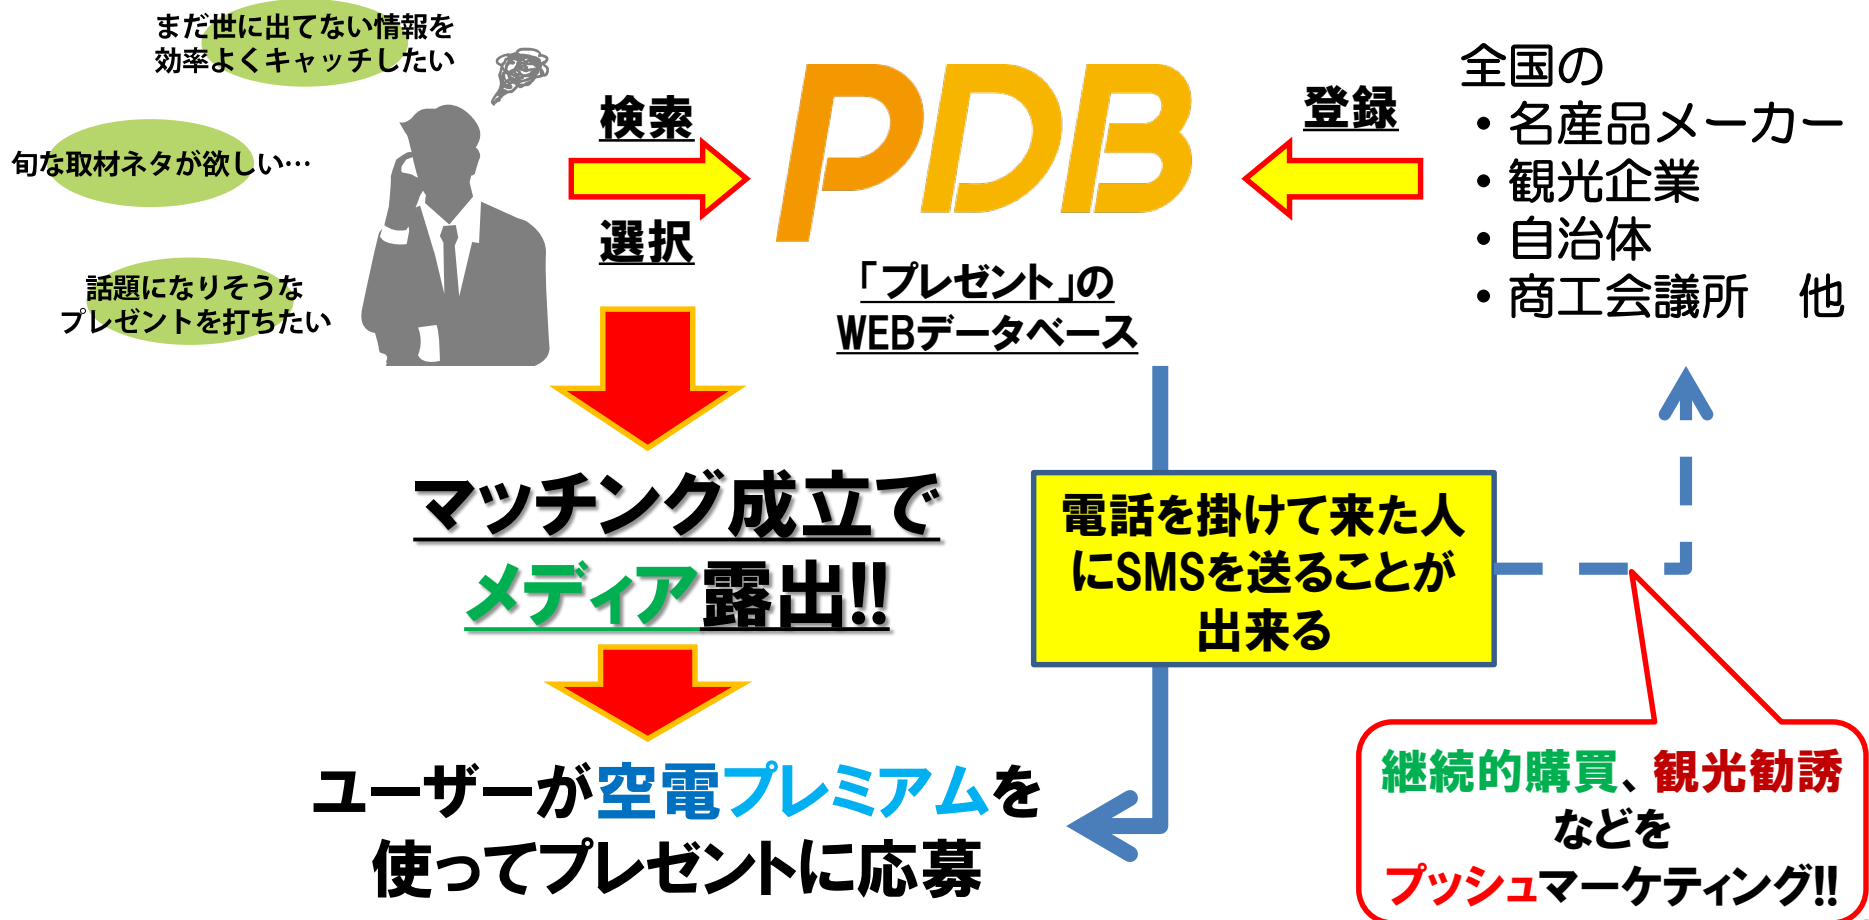 まだ世に出てない情報を
効率よくキャッチしたい
旬な取材ネタが欲しい…
話題になりそうな
プレゼントを打ちたい
検索
選択
PDB
「プレゼント」の
WEBデータベース
登録
全国の
・名産品メーカー
・観光企業
・自治体
・商工会議所　他
マッチング成立で
メディア露出!!
電話を掛けて来た人
にSMSを送ることが
出来る
ユーザーが空電プレミアムを
使ってプレゼントに応募
継続的購買、観光勧誘
などを
プッシュマーケティング!!